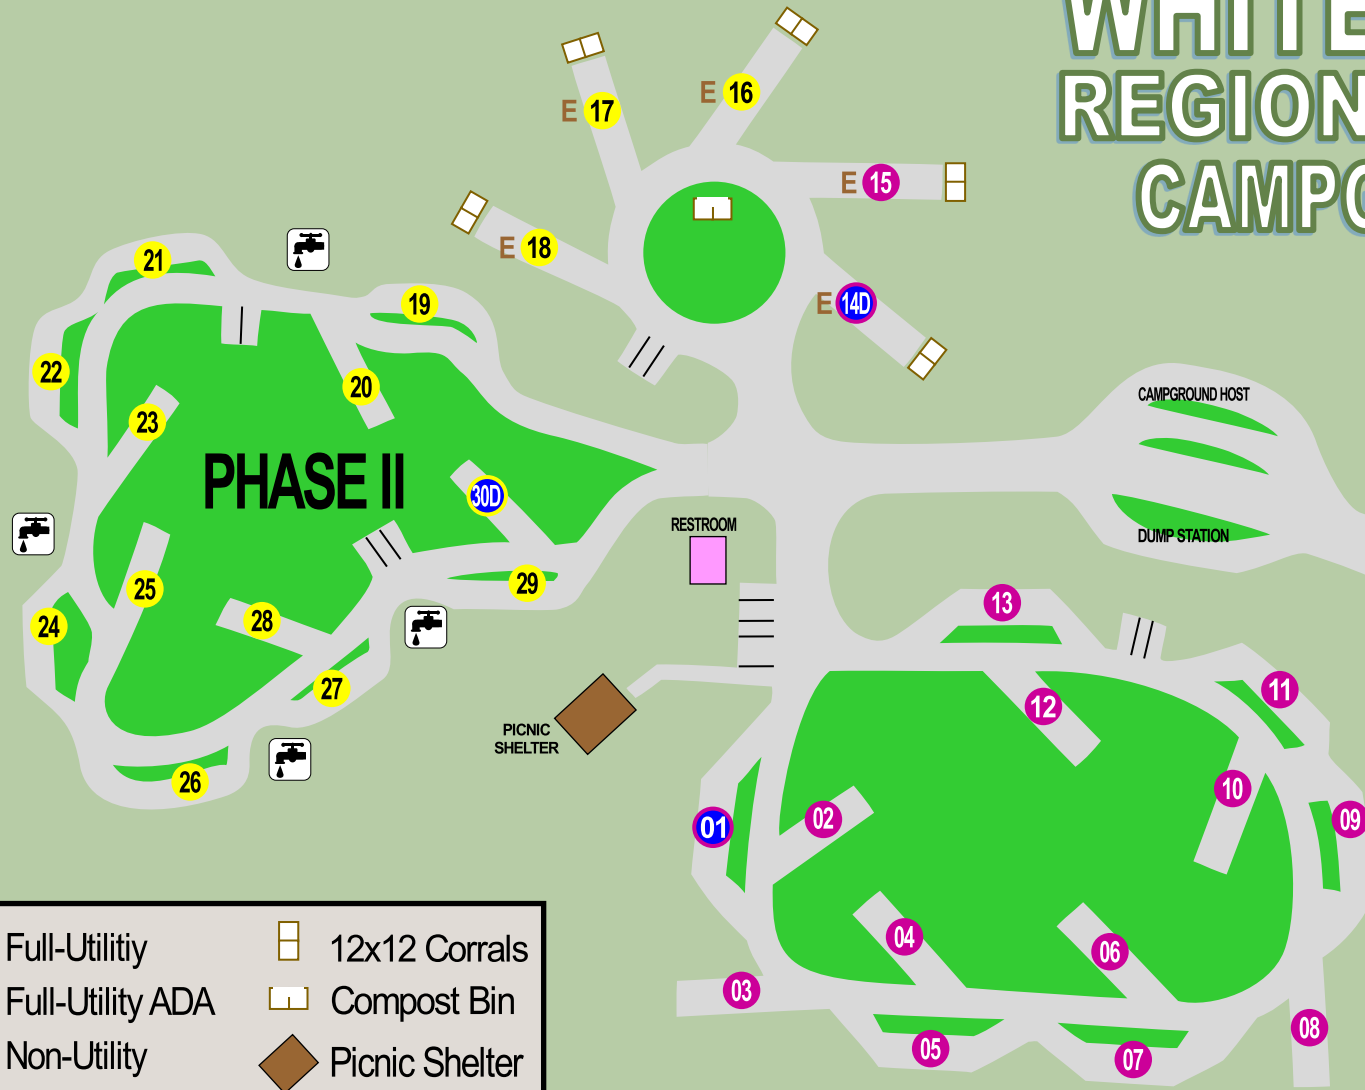 WHITE
REGION
CAMPG
E 17
E 16
E 15
E 18
E 14D
21
19
22
20
23
CAMPGROUND HOST
PHASE II
30D
RESTROOM
DUMP STATION
25
29
24
28
13
27
11
12
PICNIC
SHELTER
26
10
01
02
09
04
06
03
08
05
07
Full-Utilitiy
12x12 Corrals
Full-Utility ADA
Compost Bin
Non-Utility
Picnic Shelter